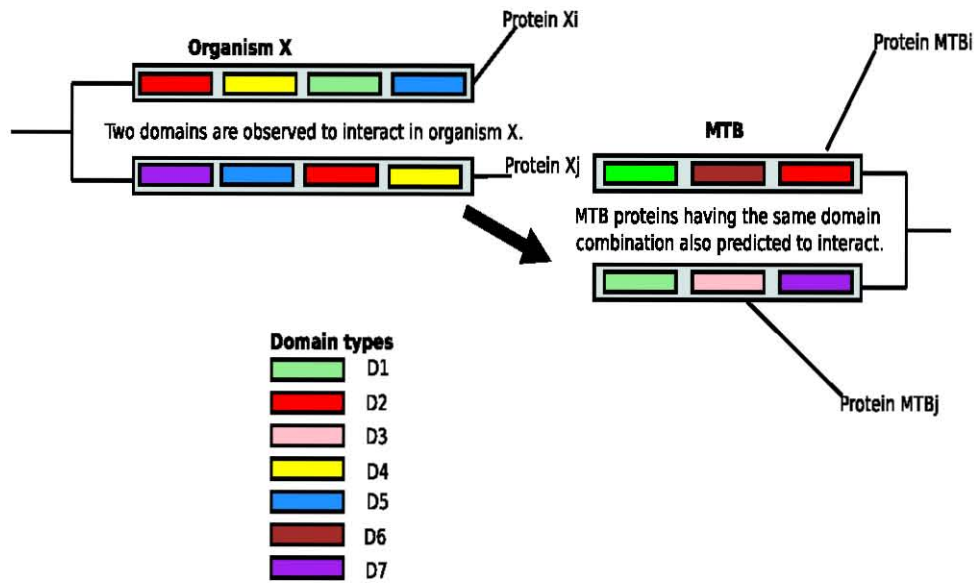 Protein Xi
Organism X
Protein MTBi
Two domains are observed to interact in organism X.
MTB
Protein Xj
MTB proteins having the same domain
combination also predicted to interact.
Domain types
D1
D2
D3
D4
D5
D6
D7
Protein MTBj